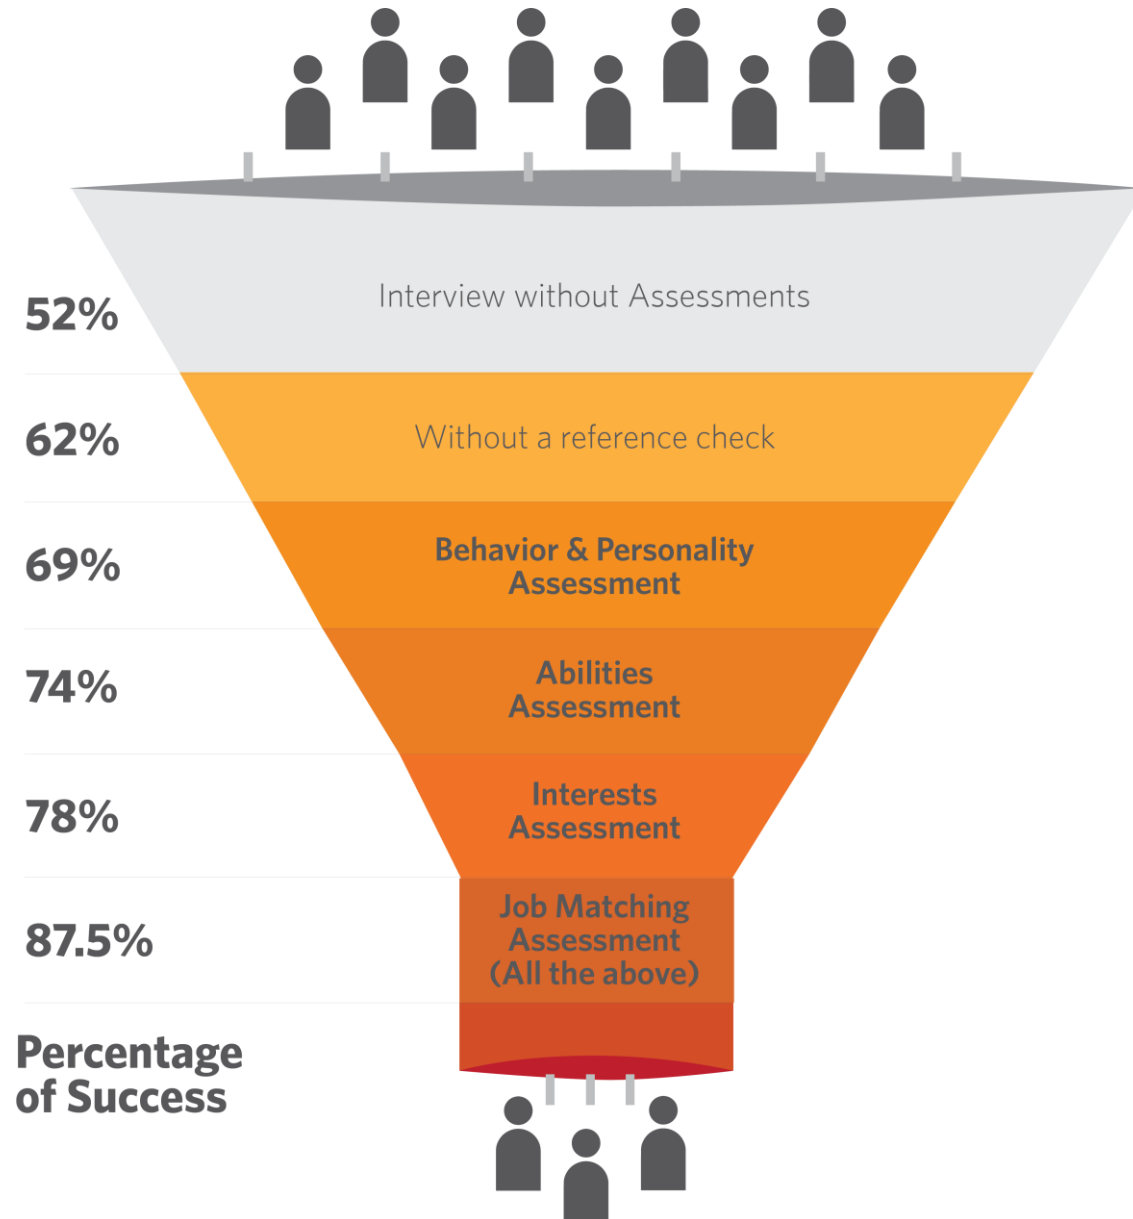 52%
Interview without Assessments
62%
Without a reference check
69%
Behavior & Personality
Assessment
74%
Abilities
Assessment
78%
Interests
Assessment
87.5%
Job Matching
Assessment
(All the above)
Percentage
of Success